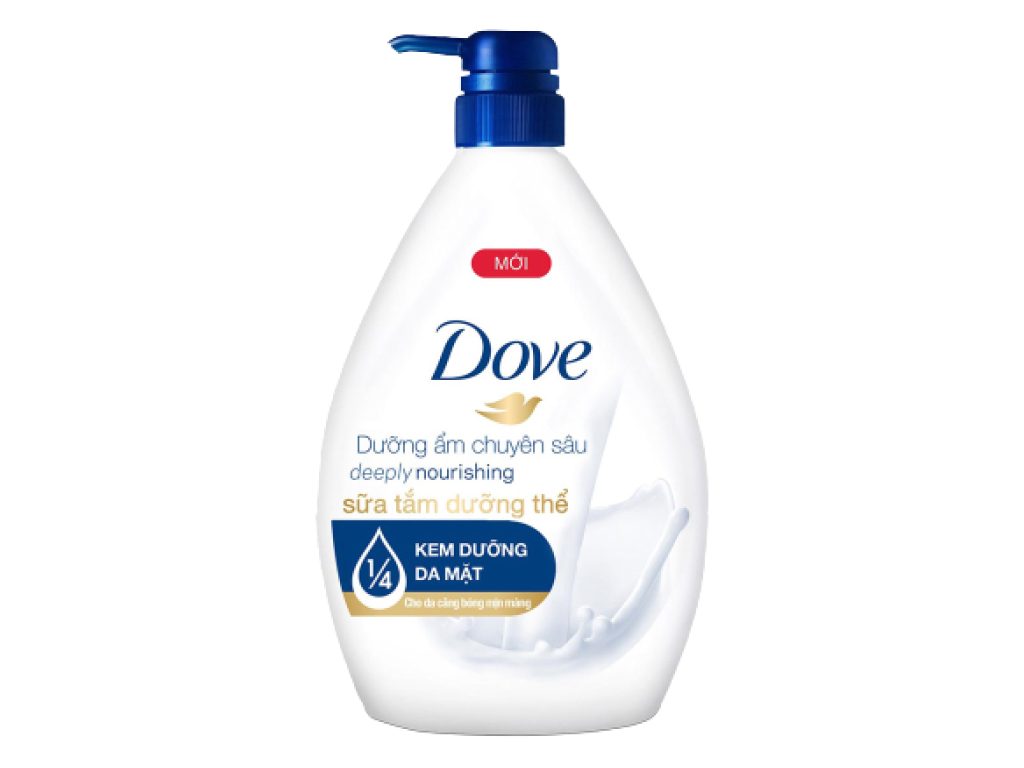 MỚI
Dove
Dưỡng ẩm chuyên sâu
deeply nourishing
sữa tắm dưỡng thể
1/4
KEM DƯỠNG
DA MẶT
Cho da căng bóng mịn màng